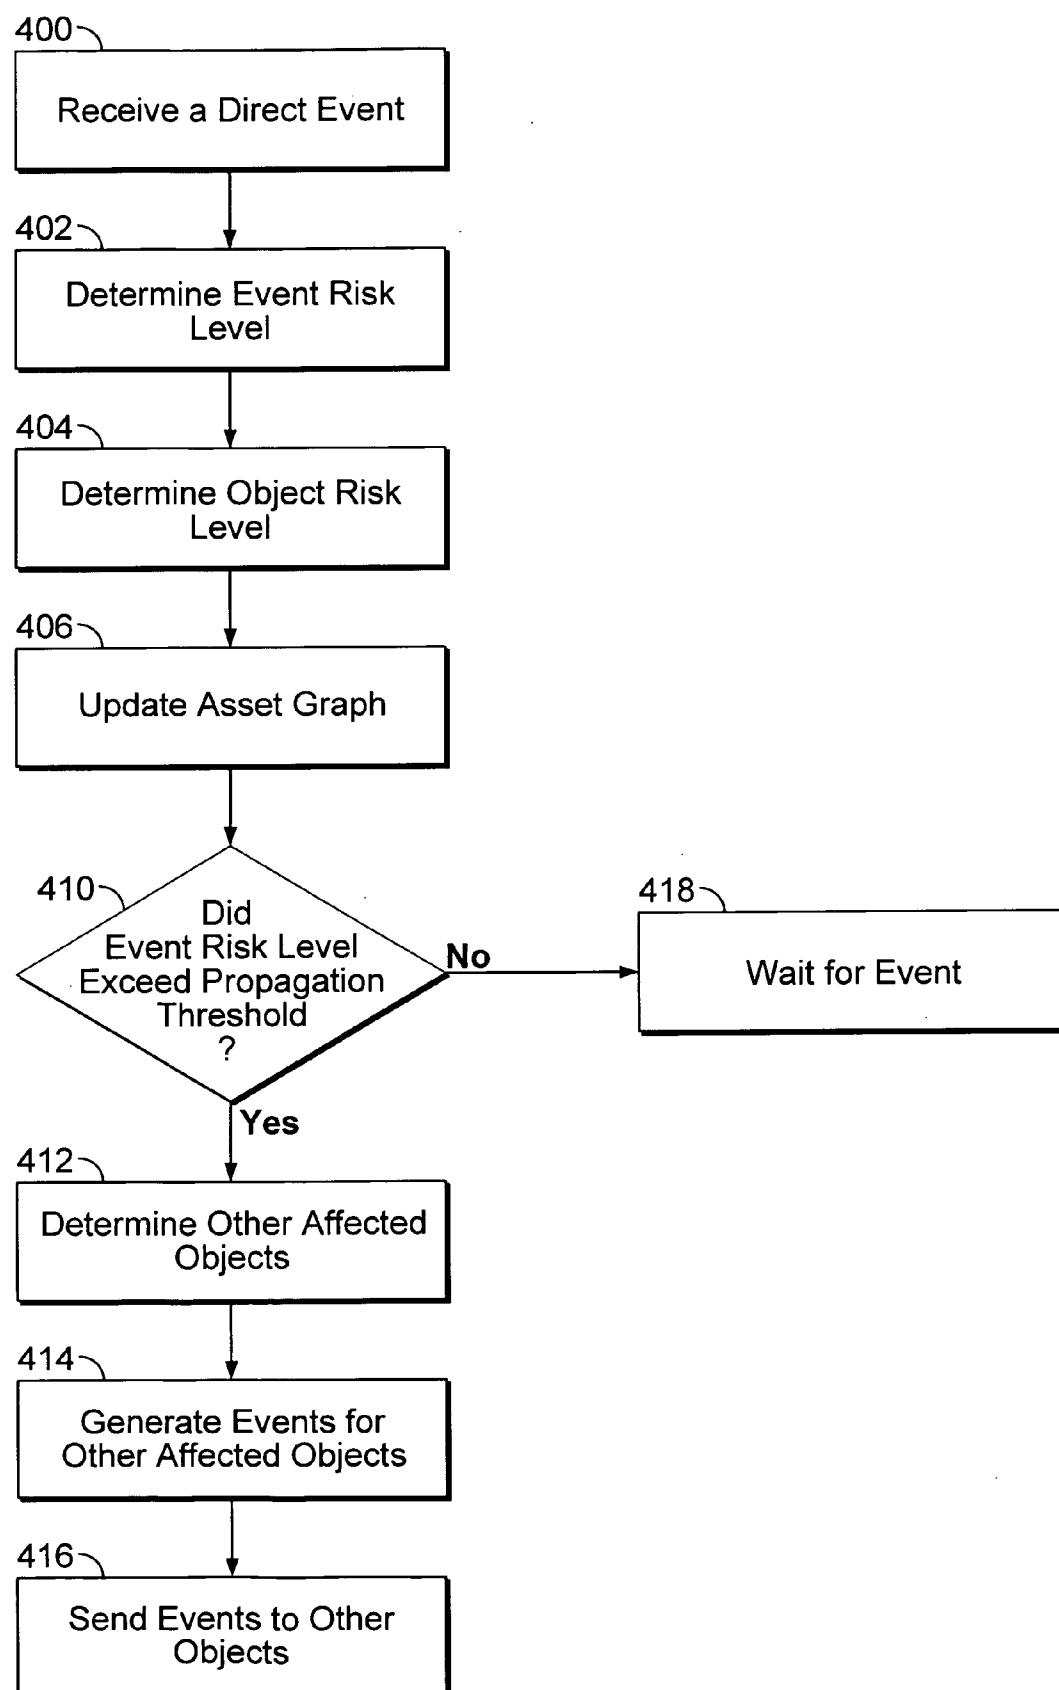 400
Receive a Direct Event
402
Determine Event Risk
Level
404
Determine Object Risk
Level
406
Update Asset Graph
410
Did
Event Risk Level
Exceed Propagation
Threshold
?
No
418
Wait for Event
Yes
412
Determine Other Affected
Objects
414
Generate Events for
Other Affected Objects
416
Send Events to Other
Objects